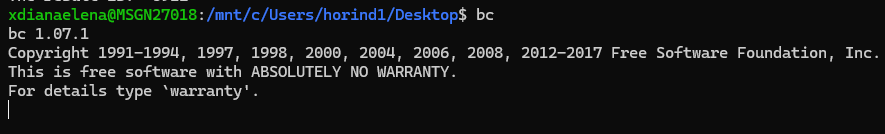 xdianaelena@MSGN27018:/mnt/c/Users/horind1/Desktop$ bc
bc 1.07.1
Copyright 1991-1994, 1997, 1998, 2000, 2004, 2006, 2008, 2012-2017 Free Software Foundation, Inc.
This is free software with ABSOLUTELY NO WARRANTY.
For details type `warranty'.